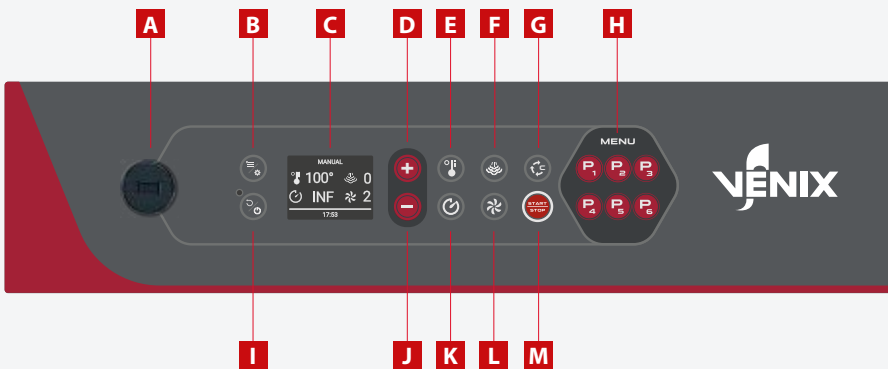 A B C D E F G H
MENU
MANUAL
100° 0
INF 2
17:53
+
−
°
C
START
STOP
P1 P2 P3
P4 P5 P6
VENIX
I J K L M